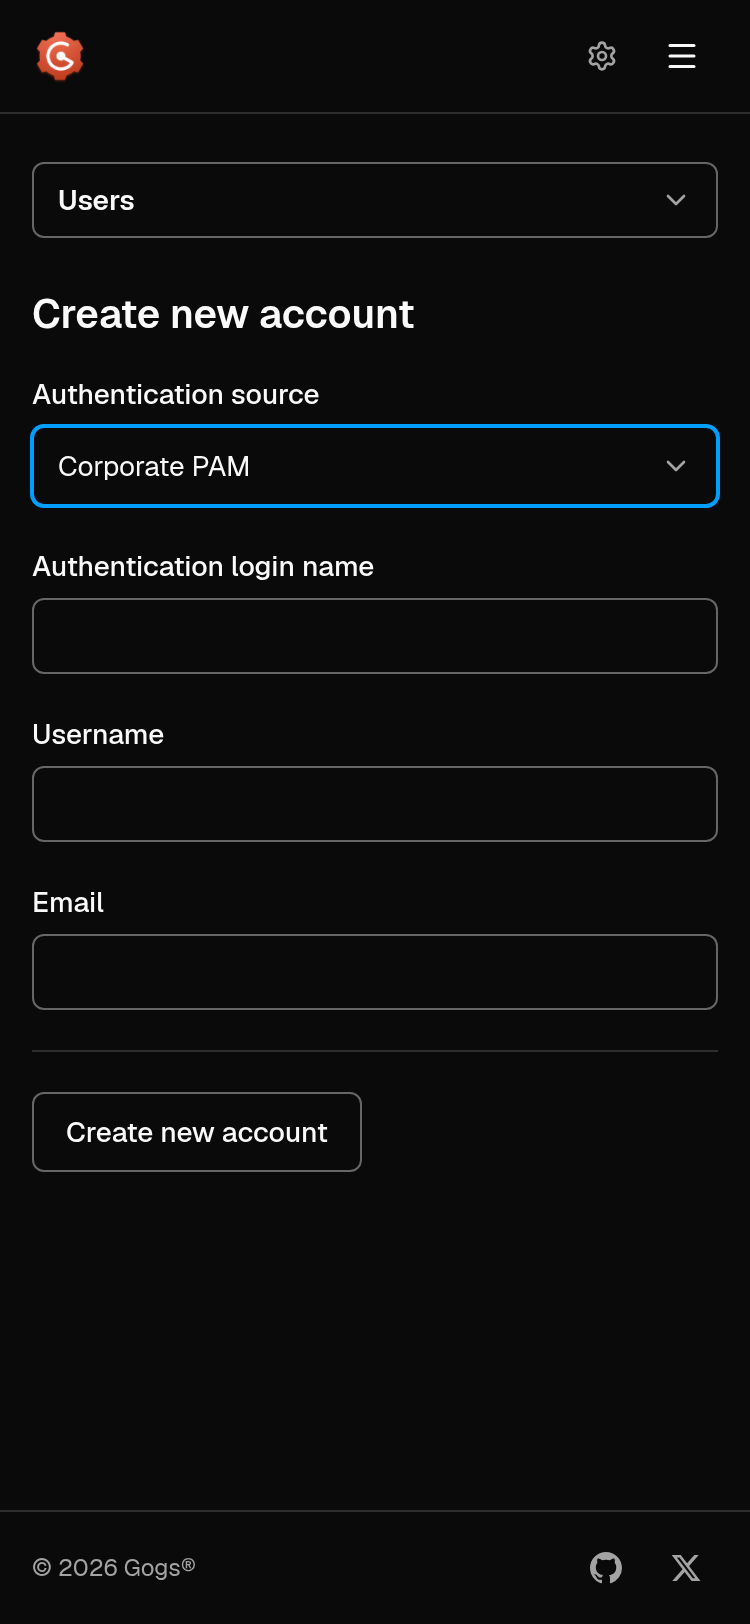 Users
Create new account
Authentication source
Corporate PAM
Authentication login name
Username
Email
Create new account
© 2026 Gogs®